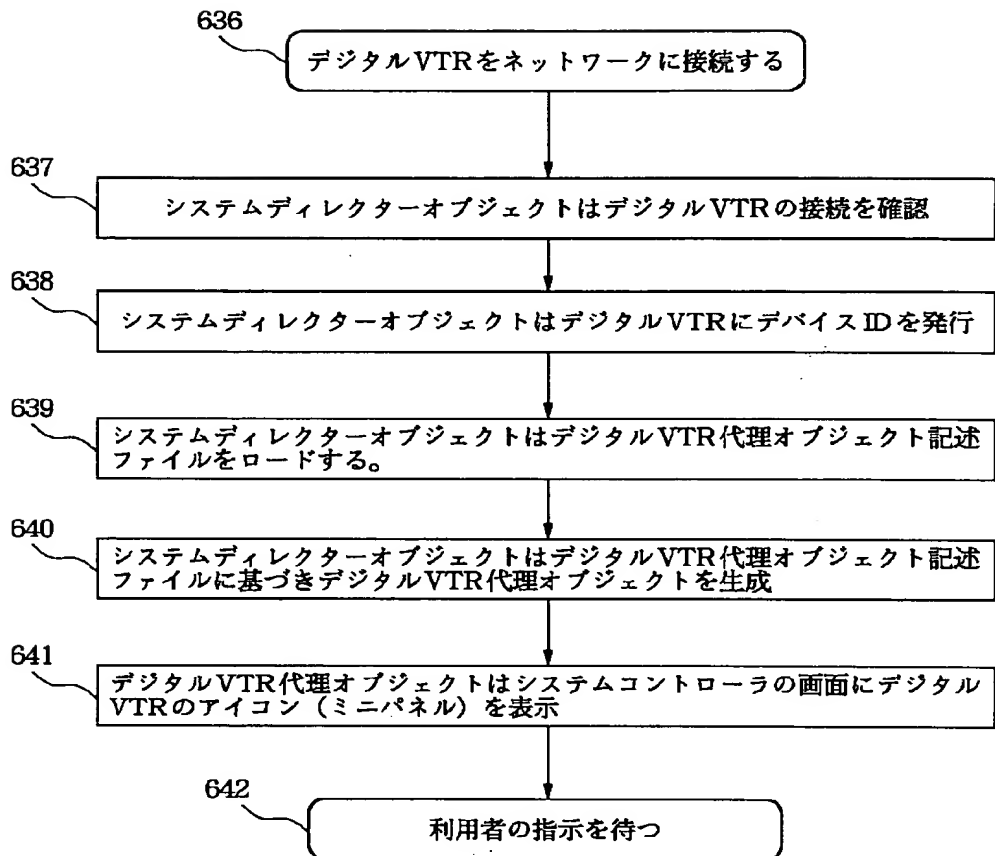 636
デジタルVTRをネットワークに接続する
637
システムディレクターオブジェクトはデジタルVTRの接続を確認
638
システムディレクターオブジェクトはデジタルVTRにデバイスIDを発行
639
システムディレクターオブジェクトはデジタルVTR代理オブジェクト記述
ファイルをロードする。
640
システムディレクターオブジェクトはデジタルVTR代理オブジェクト記述
ファイルに基づきデジタルVTR代理オブジェクトを生成
641
デジタルVTR代理オブジェクトはシステムコントローラの画面にデジタル
VTRのアイコン（ミニパネル）を表示
642
利用者の指示を待つ